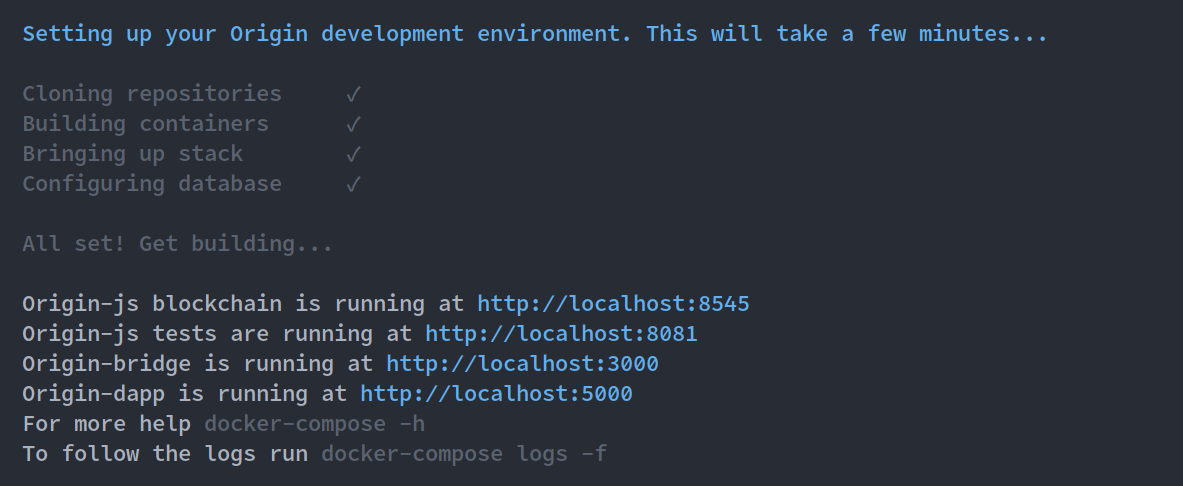 Setting up your Origin development environment. This will take a few minutes...
Cloning repositories ✓
Building containers ✓
Bringing up stack ✓
Configuring database ✓
All set! Get building...
Origin-js blockchain is running at http://localhost:8545
Origin-js tests are running at http://localhost:8081
Origin-bridge is running at http://localhost:3000
Origin-dapp is running at http://localhost:5000
For more help docker-compose -h
To follow the logs run docker-compose logs -f